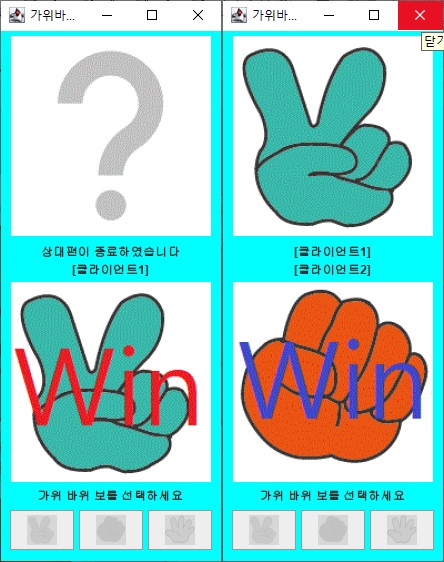 가위바...
가위바...
닫기
상대편이 종료하였습니다
[클라이언트1]
Win
가위 바위 보를 선택하세요
[클라이언트1]
[클라이언트2]
Win
가위 바위 보를 선택하세요